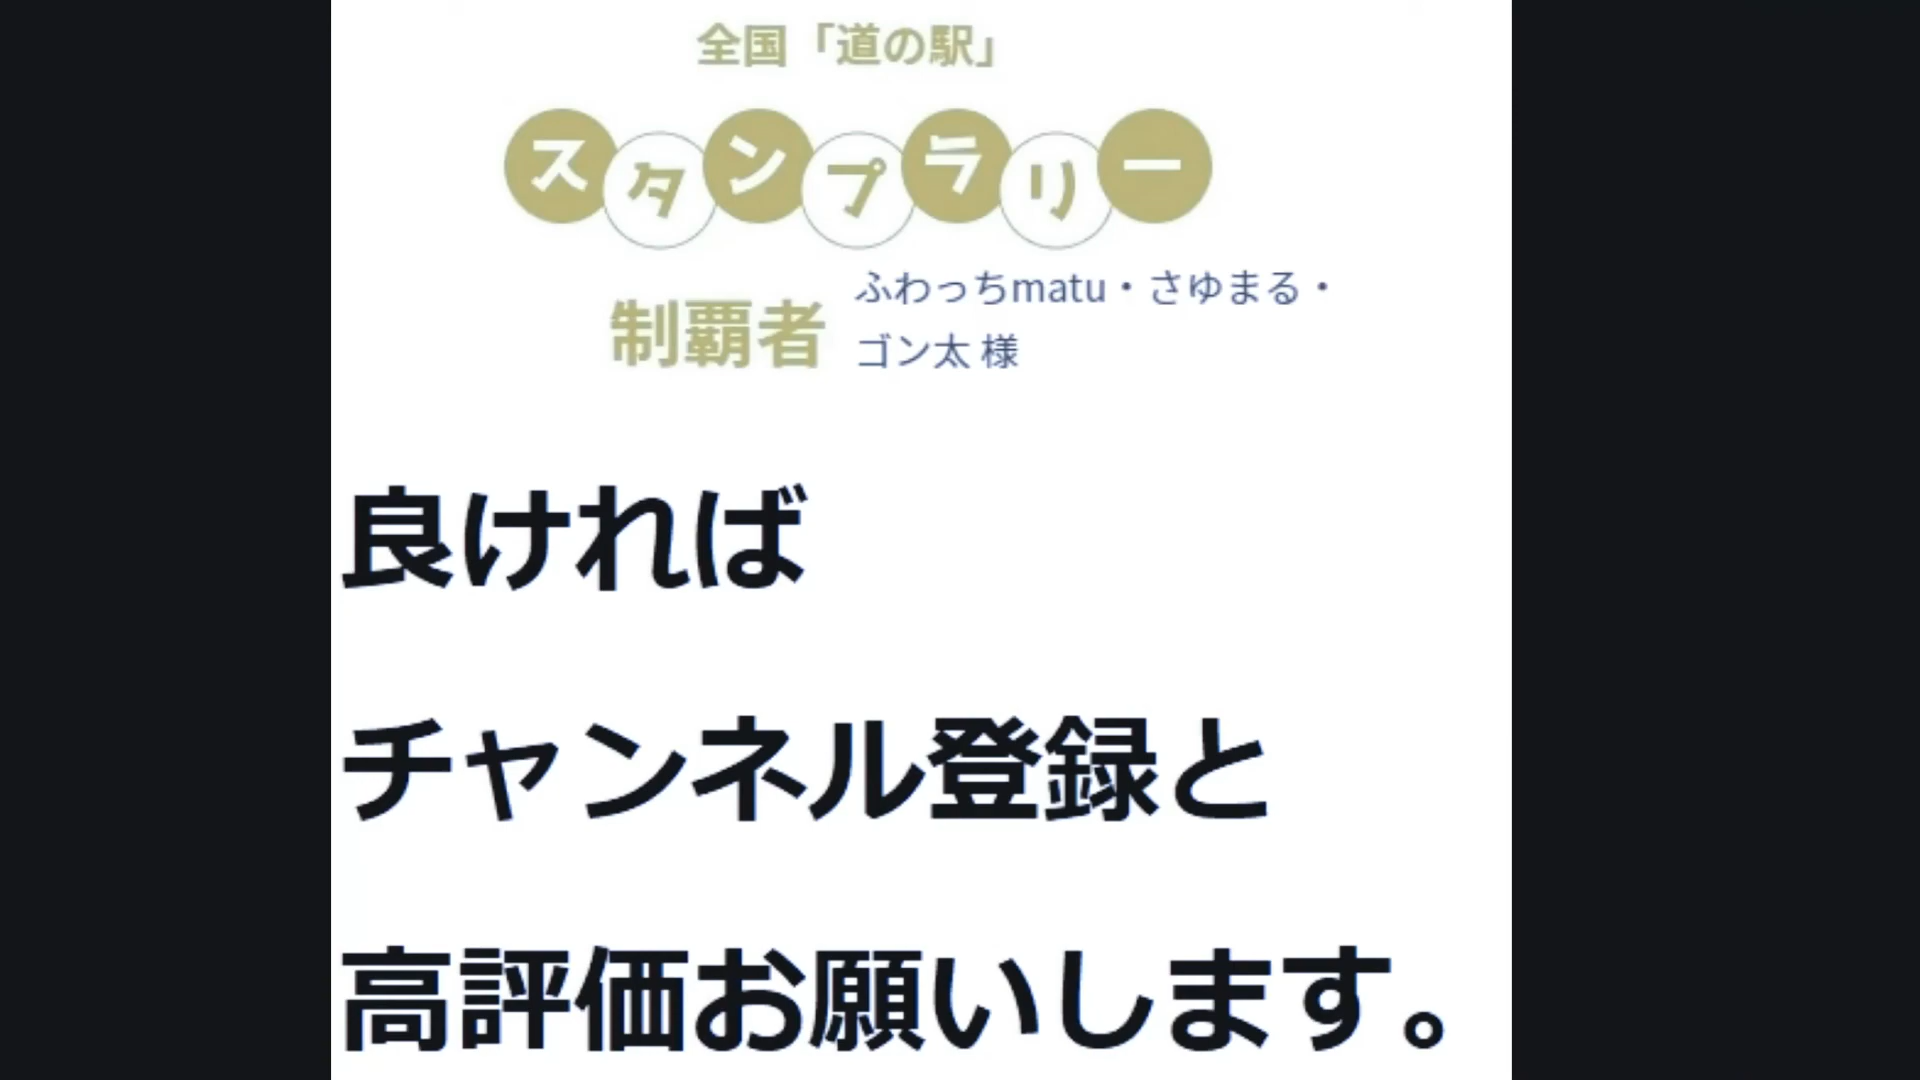 全国「道の駅」
スタンプラリー
制覇者
ふわっちmatu・さゆまる・
ゴン太 様
良ければ
チャンネル登録と
高評価お願いします。